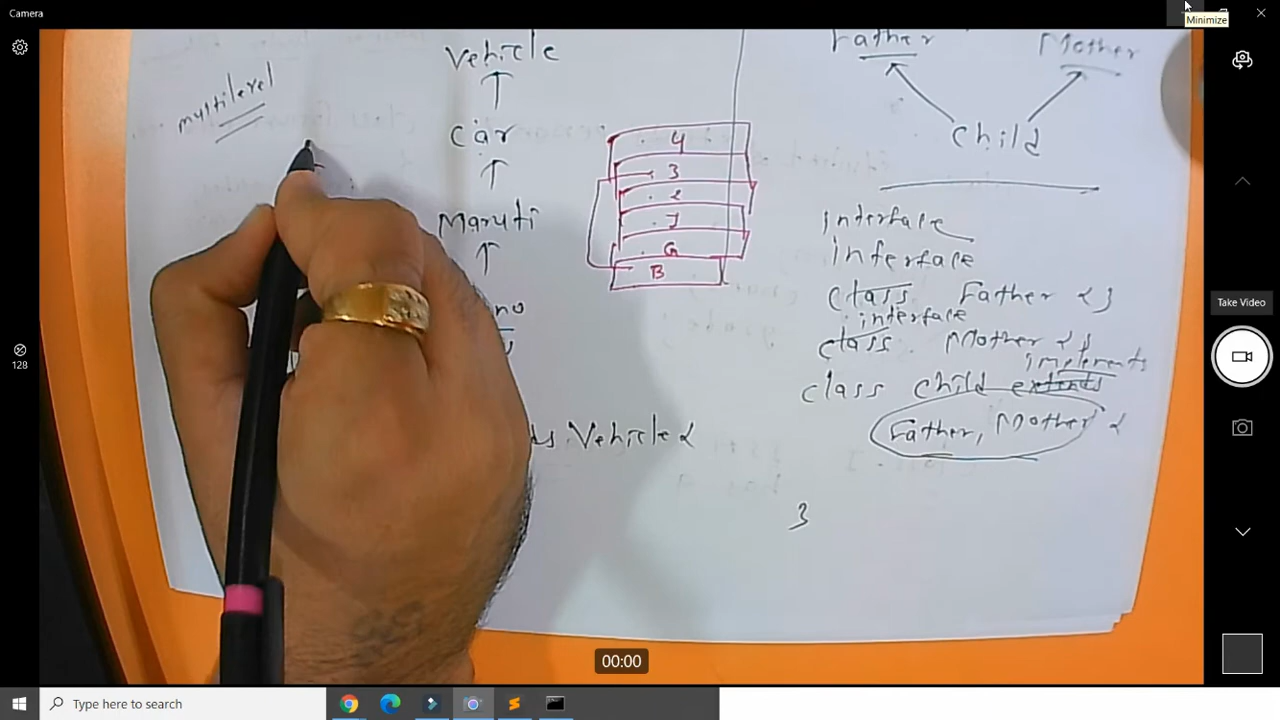 Camera
Minimize
multilevel
Vehicle
Car
Maruti
no
Vehicle {
4
3
2
1
G
B
Father Mother
Child
interface
interface
class Father { }
interface
class Mother { }
implements
class child extends
Father, Mother {
}
128
Take Video
00:00
Type here to search